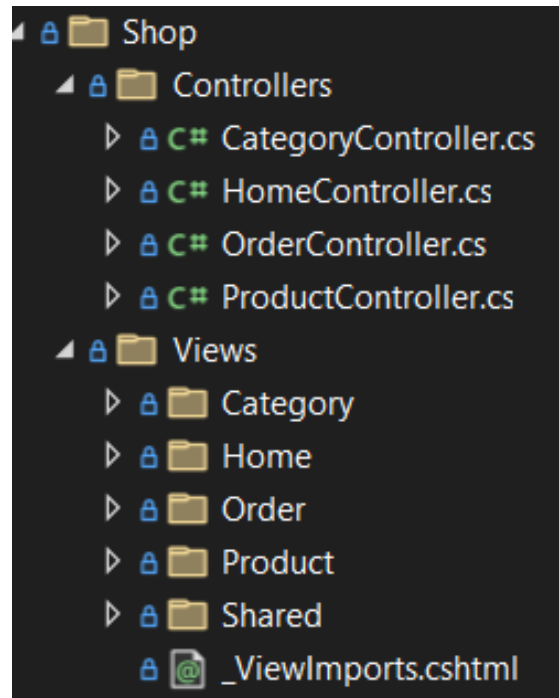 Shop
Controllers
C# CategoryController.cs
C# HomeController.cs
C# OrderController.cs
C# ProductController.cs
Views
Category
Home
Order
Product
Shared
@ _ViewImports.cshtml